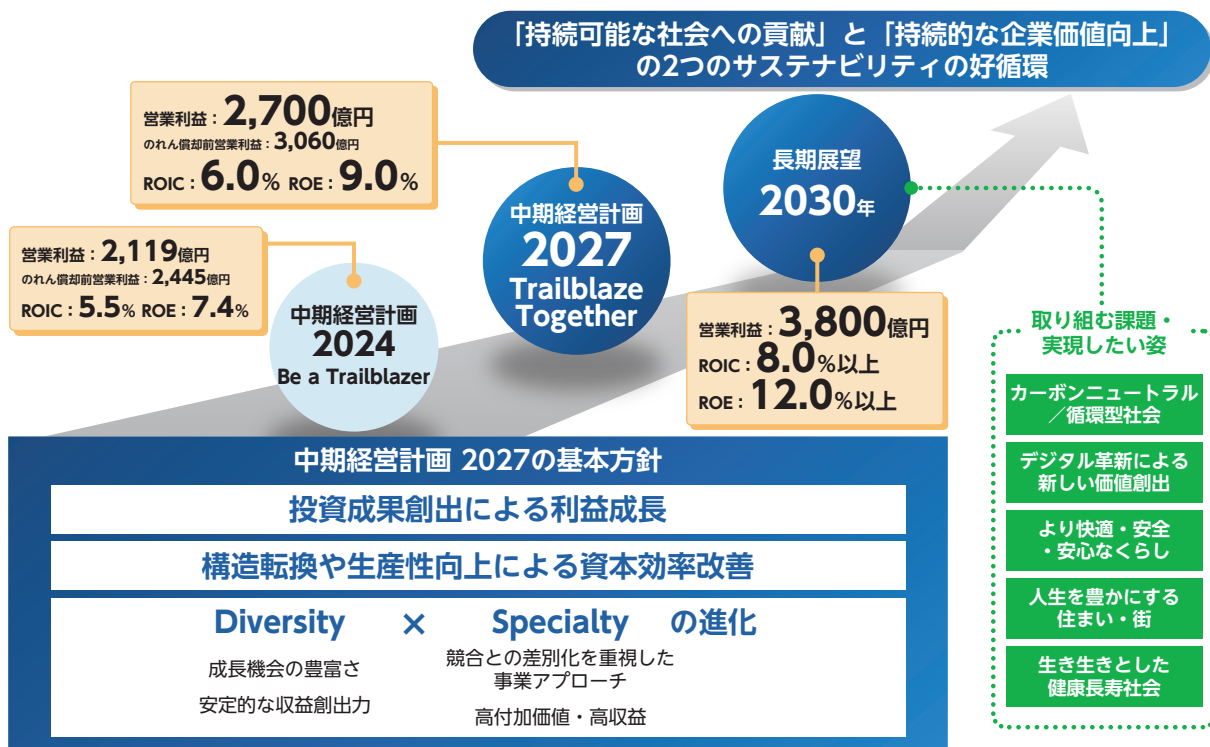 「持続可能な社会への貢献」と「持続的な企業価値向上」
の2つのサステナビリティの好循環
営業利益：2,700億円
のれん償却前営業利益：3,060億円
ROIC：6.0% ROE：9.0%
営業利益：2,119億円
のれん償却前営業利益：2,445億円
ROIC：5.5% ROE：7.4%
中期経営計画
2024
Be a Trailblazer
中期経営計画
2027
Trailblaze
Together
長期展望
2030年
営業利益：3,800億円
ROIC：8.0%以上
ROE：12.0%以上
取り組む課題・
実現したい姿
カーボンニュートラル
／循環型社会
デジタル革新による
新しい価値創出
より快適・安全
・安心なくらし
人生を豊かにする
住まい・街
生き生きとした
健康長寿社会
中期経営計画 2027の基本方針
投資成果創出による利益成長
構造転換や生産性向上による資本効率改善
Diversity × Specialty の進化
成長機会の豊富さ
安定的な収益創出力
競合との差別化を重視した
事業アプローチ
高付加価値・高収益